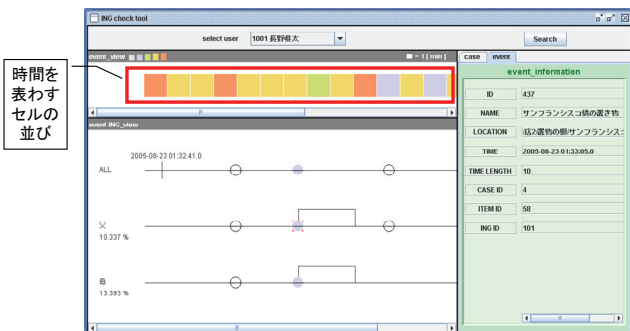 ING check tool
select user
1001 長野県太
Search
event_view
= 1 [ min ]
case
event
時間を
表わす
セルの
並び
event_information
ID
437
NAME
サンフランシスコ橋の置き物
LOCATION
TIME
2005-08-23 01:33:05.0
TIME LENGTH
10
CASE ID
4
ITEM ID
58
ING ID
101
event ING_view
2005-08-23 01:32:41.0
ALL
父
10.337 %
母
13.393 %